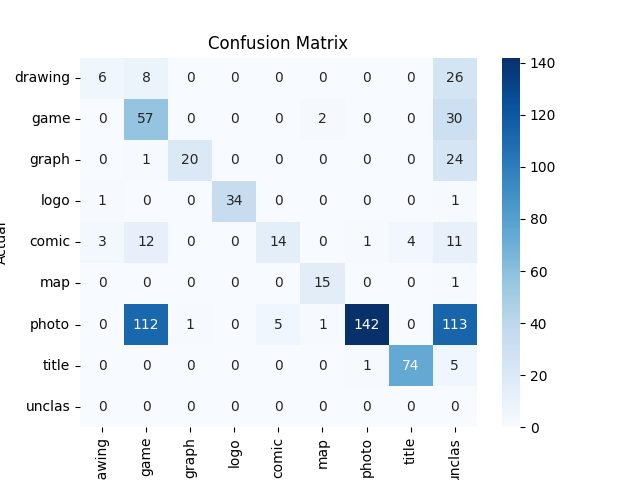 Confusion Matrix
drawing 6 8 0 0 0 0 0 0 26
game 0 57 0 0 0 2 0 0 30
graph 0 1 20 0 0 0 0 0 24
logo 1 0 0 34 0 0 0 0 1
comic 3 12 0 0 14 0 1 4 11
map 0 0 0 0 0 15 0 0 1
photo 0 112 1 0 5 1 142 0 113
title 0 0 0 0 0 0 1 74 5
unclas 0 0 0 0 0 0 0 0 0
awing game graph logo comic map photo title unclas
Actual
140
120
100
80
60
40
20
0